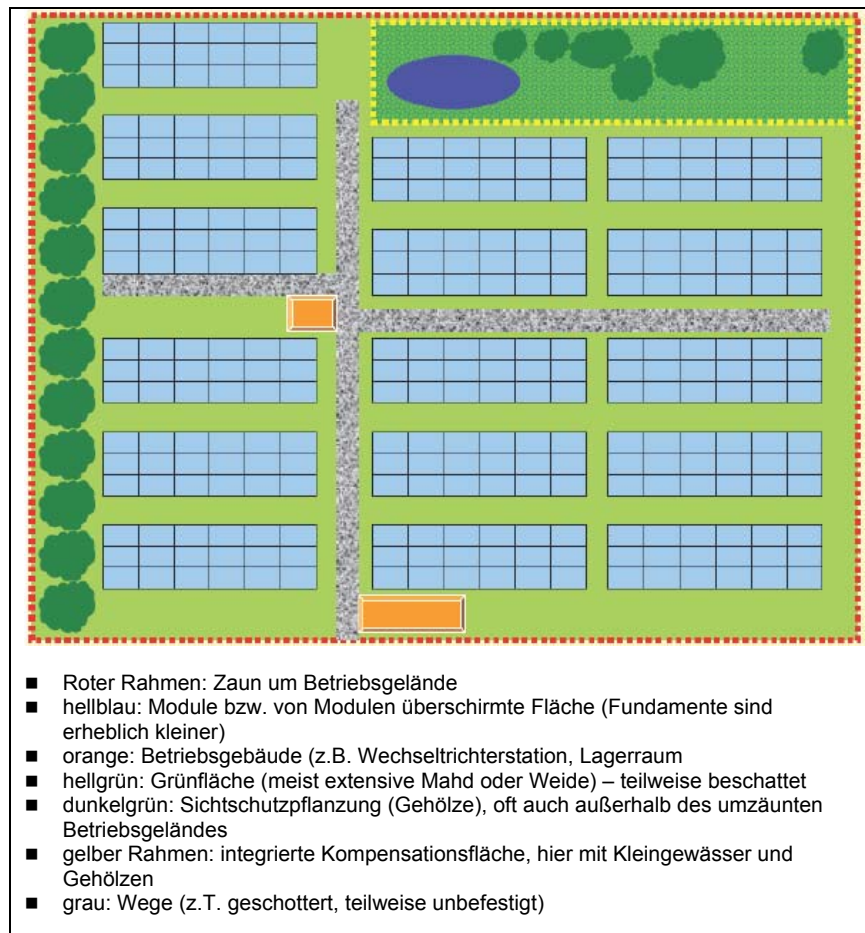 ■ Roter Rahmen: Zaun um Betriebsgelände
■ hellblau: Module bzw. von Modulen überschirmte Fläche (Fundamente sind
erheblich kleiner)
■ orange: Betriebsgebäude (z.B. Wechseltrichterstation, Lagerraum
■ hellgrün: Grünfläche (meist extensive Mahd oder Weide) – teilweise beschattet
■ dunkelgrün: Sichtschutzpflanzung (Gehölze), oft auch außerhalb des umzäunten
Betriebsgeländes
■ gelber Rahmen: integrierte Kompensationsfläche, hier mit Kleingewässer und
Gehölzen
■ grau: Wege (z.T. geschottert, teilweise unbefestigt)